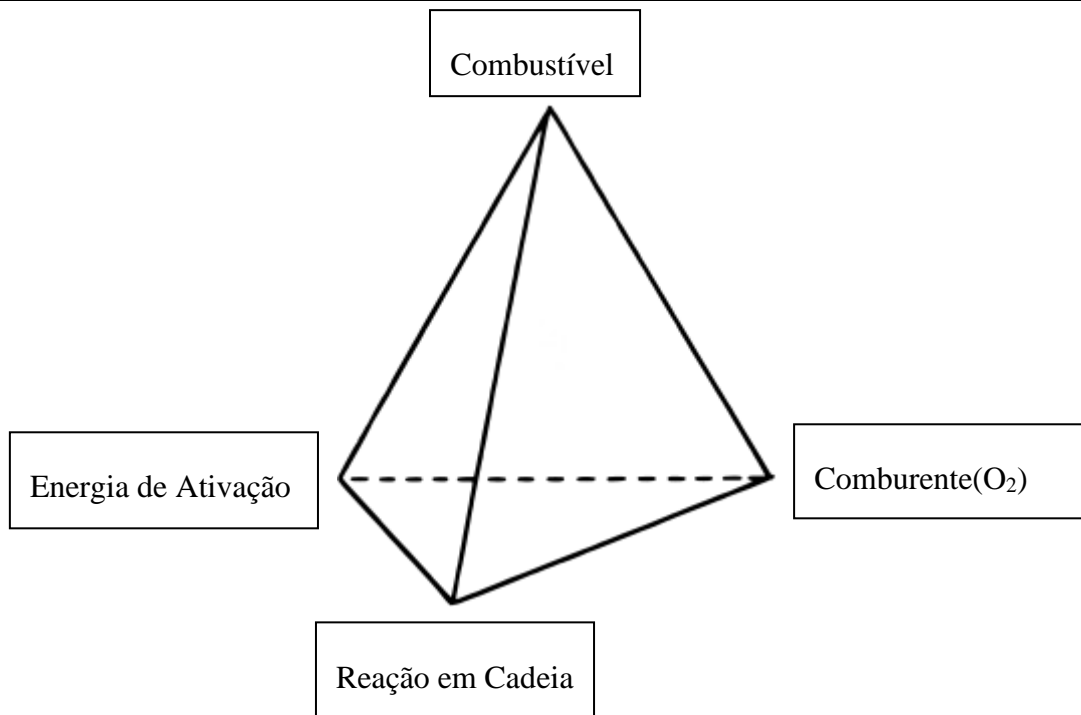 Combustível
Energia de Ativação
Comburente(O₂)
Reação em Cadeia